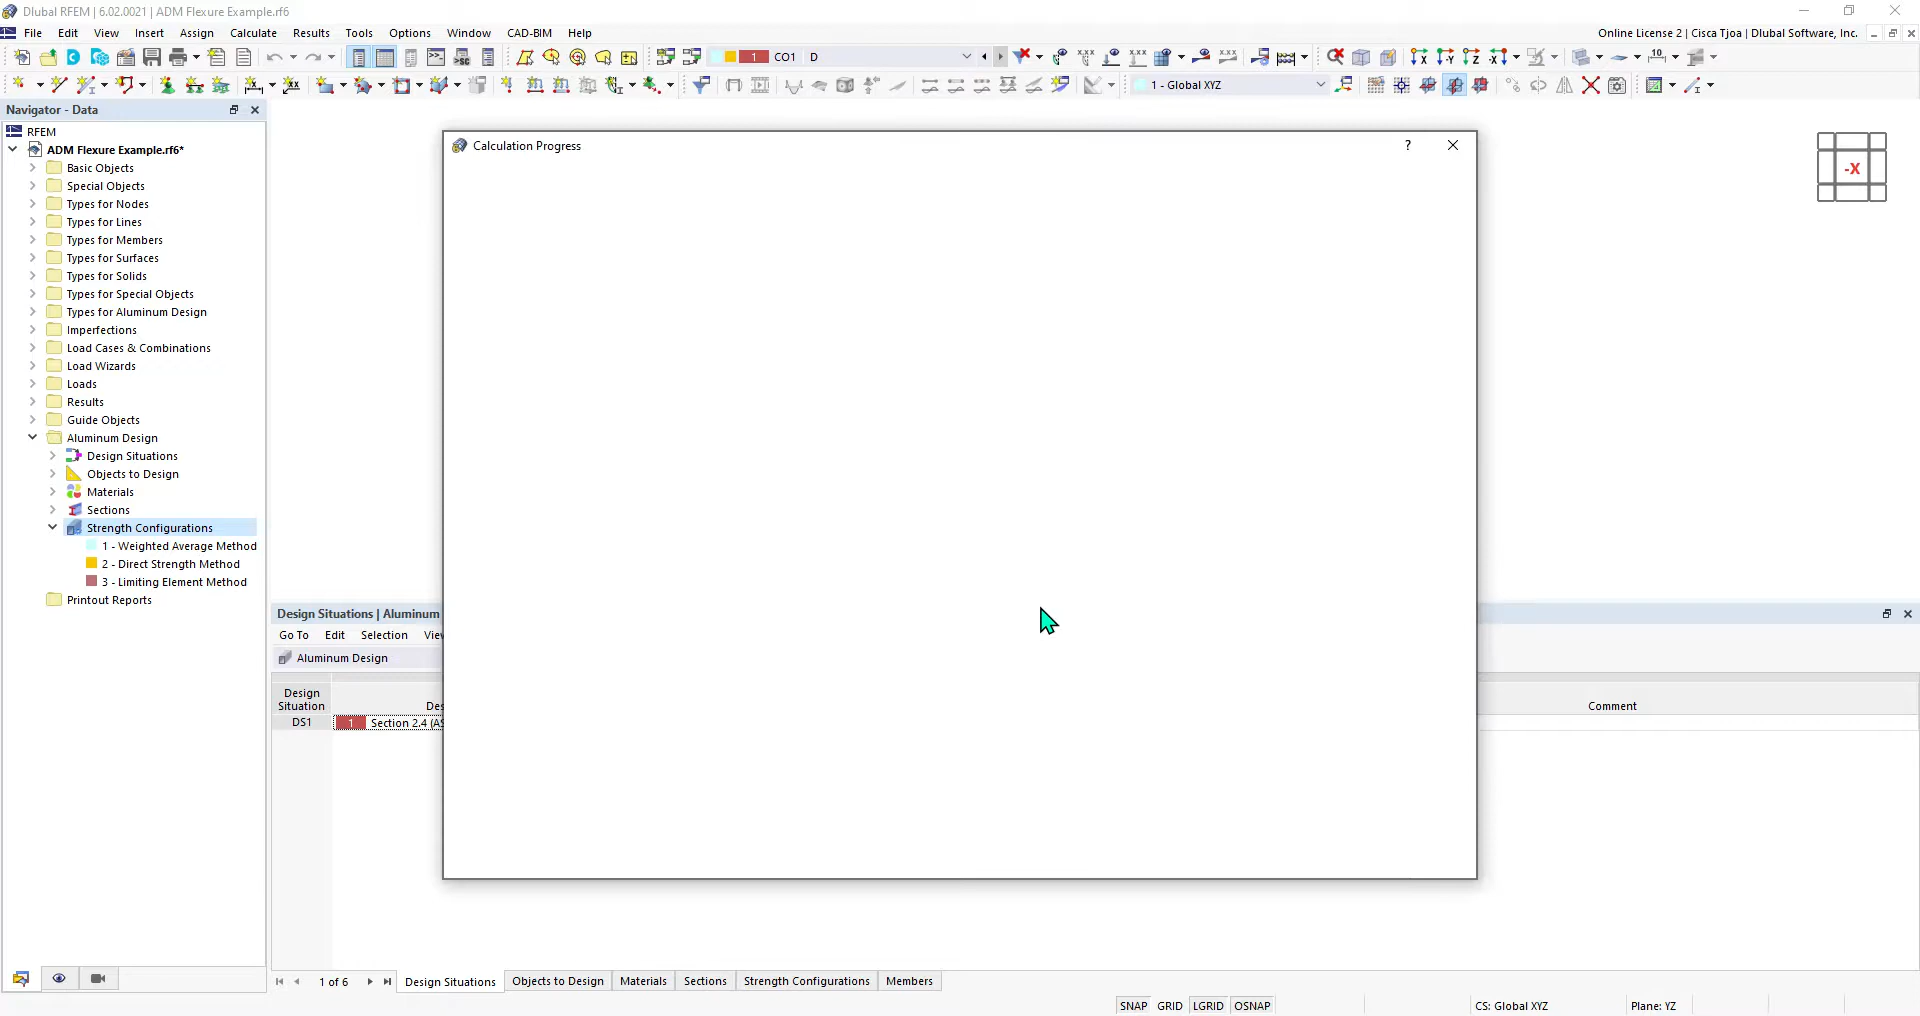 Dlubal RFEM | 6.02.0021 | ADM Flexure Example.rf6*
File Edit View Insert Assign Calculate Results Tools Options Window CAD-BIM Help
Online License 2 | Cisca Tjoa | Dlubal Software, Inc.
1 CO1 D
1 - Global XYZ
Navigator - Data
RFEM
ADM Flexure Example.rf6*
Basic Objects
Special Objects
Types for Nodes
Types for Lines
Types for Members
Types for Surfaces
Types for Solids
Types for Special Objects
Types for Aluminum Design
Imperfections
Load Cases & Combinations
Load Wizards
Loads
Results
Guide Objects
Aluminum Design
Design Situations
Objects to Design
Materials
Sections
Strength Configurations
1 - Weighted Average Method
2 - Direct Strength Method
3 - Limiting Element Method
Printout Reports
Calculation Progress
?
-X
Design Situations | Aluminum
Go To Edit Selection View
Aluminum Design
Design
Situation
Des
Comment
DS1 1 Section 2.4 (AS
1 of 6
Design Situations Objects to Design Materials Sections Strength Configurations Members
SNAP GRID LGRID OSNAP
CS: Global XYZ
Plane: YZ